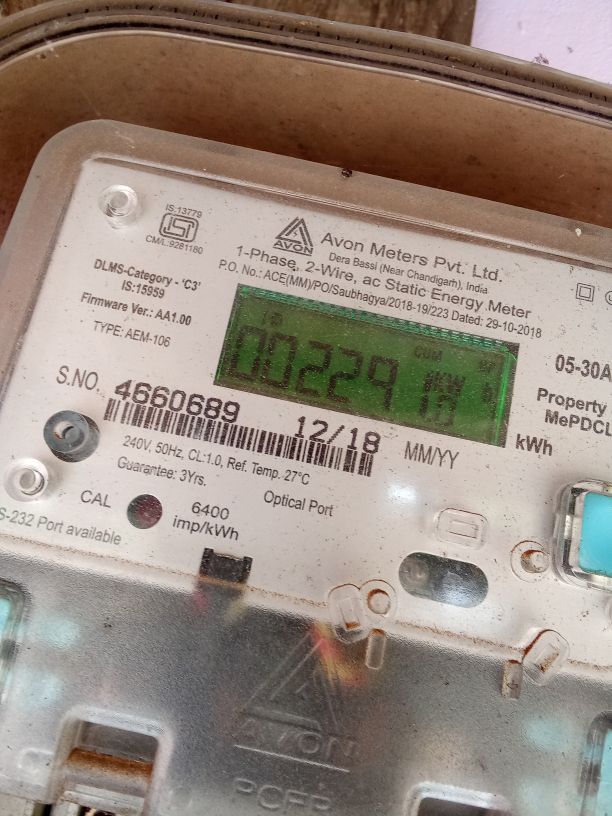 IS:13779
CM/L:9281180
AVON
Avon Meters Pvt. Ltd.
Dera Bassi (Near Chandigarh), India
1-Phase, 2-Wire, ac Static Energy Meter
P.O. No.: ACE(MM)/PO/Saubhagya/2018-19/223 Dated: 29-10-2018
DLMS-Category - 'C3'
IS:15959
Firmware Ver.: AA1.00
TYPE: AEM-106
CUM
002291
05-30A
Property
MePDCL
kWh
S.NO. 4660689 12/18 MM/YY
240V, 50Hz, CL:1.0, Ref. Temp. 27°C
Guarantee: 3Yrs.
Optical Port
CAL
6400
imp/kWh
S-232 Port available
AVON